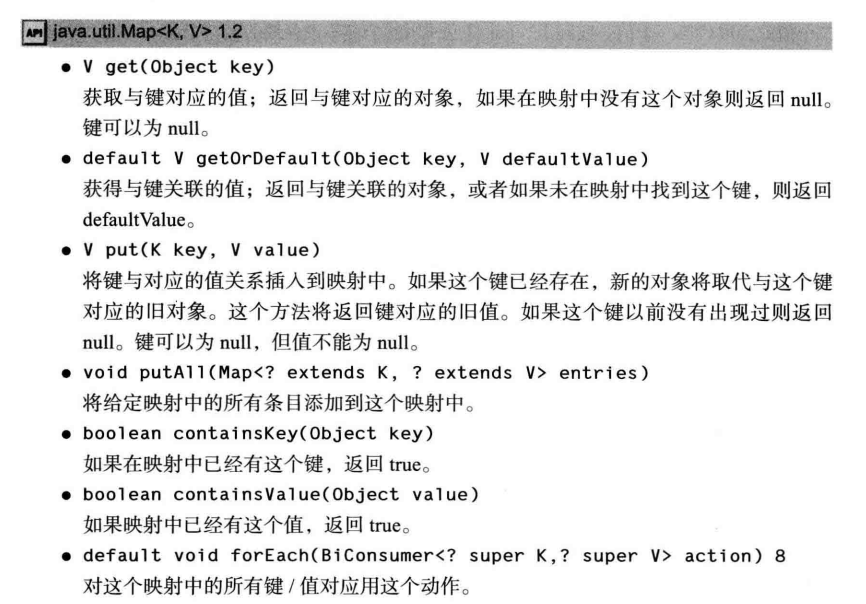 API java.util.Map<K, V> 1.2
● V get(Object key)
获取与键对应的值；返回与键对应的对象，如果在映射中没有这个对象则返回 null。
键可以为 null。
● default V getOrDefault(Object key, V defaultValue)
获得与键关联的值；返回与键关联的对象，或者如果未在映射中找到这个键，则返回
defaultValue。
● V put(K key, V value)
将键与对应的值关系插入到映射中。如果这个键已经存在，新的对象将取代与这个键
对应的旧对象。这个方法将返回键对应的旧值。如果这个键以前没有出现过则返回
null。键可以为 null，但值不能为 null。
● void putAll(Map<? extends K, ? extends V> entries)
将给定映射中的所有条目添加到这个映射中。
● boolean containsKey(Object key)
如果在映射中已经有这个键，返回 true。
● boolean containsValue(Object value)
如果映射中已经有这个值，返回 true。
● default void forEach(BiConsumer<? super K,? super V> action) 8
对这个映射中的所有键 / 值对应用这个动作。